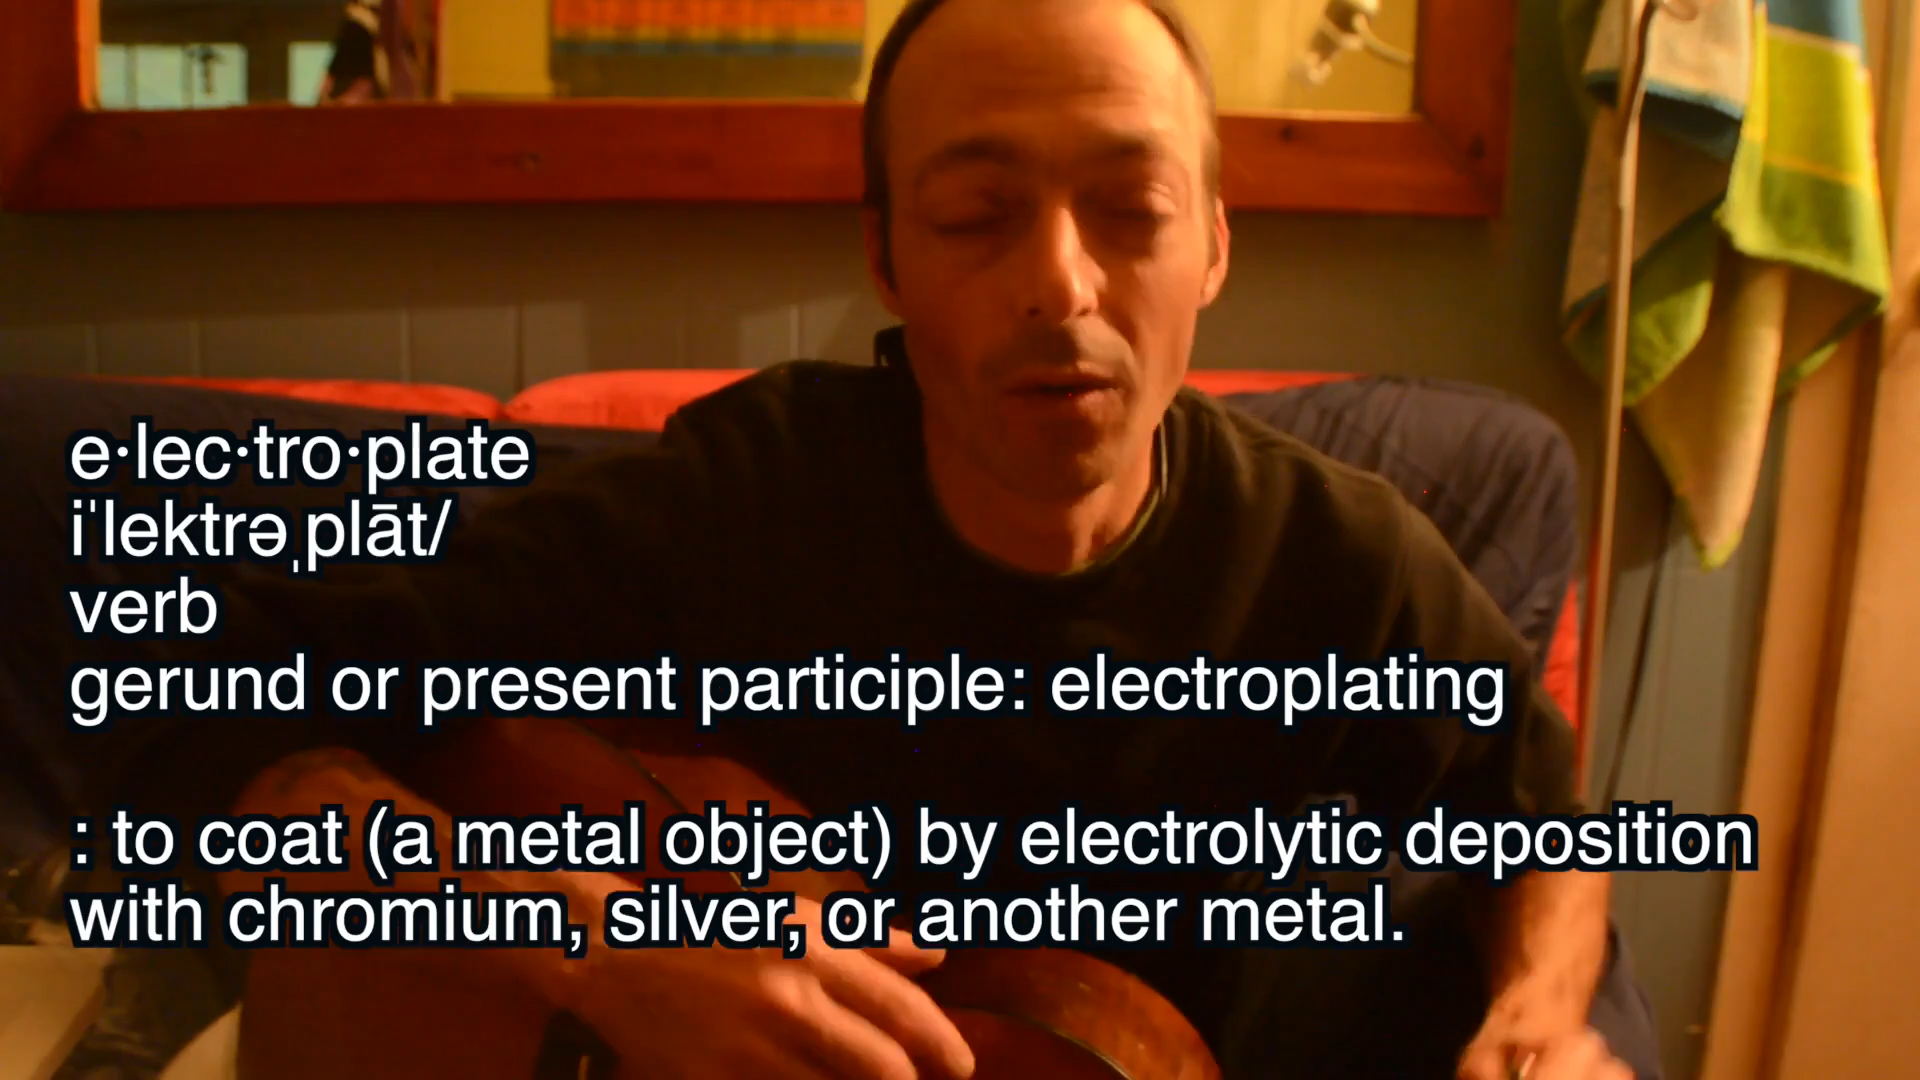 e·lec·tro·plate
iˈlektrəˌplāt/
verb
gerund or present participle: electroplating
: to coat (a metal object) by electrolytic deposition
with chromium, silver, or another metal.